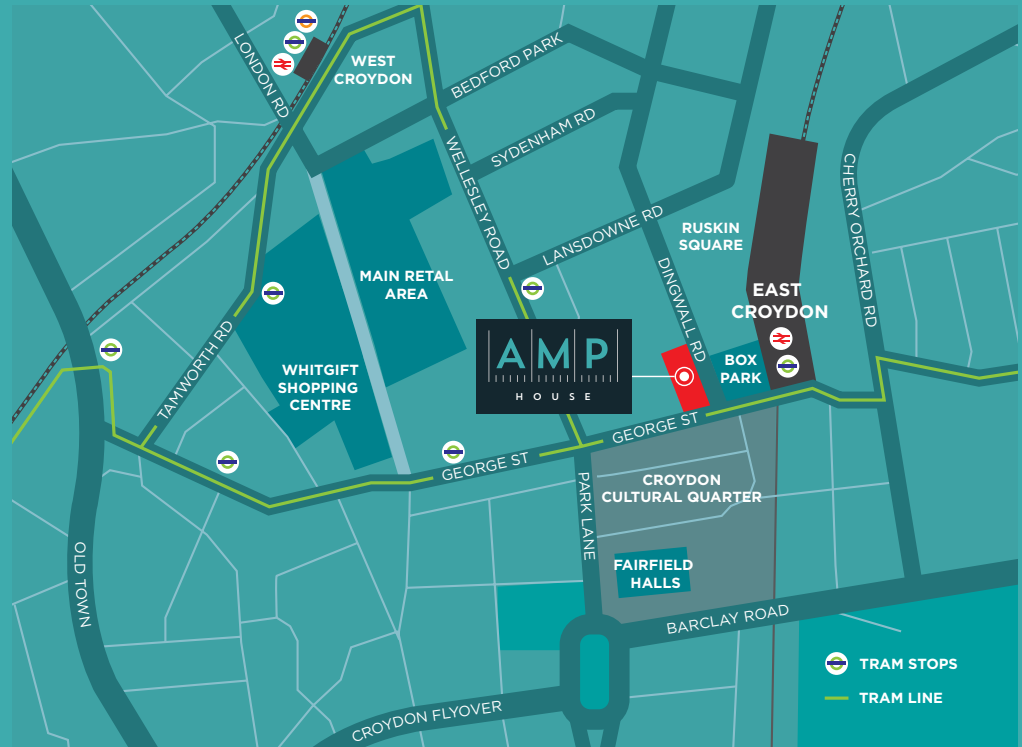 LONDON RD
WEST
CROYDON
BEDFORD PARK
SYDENHAM RD
WELLESLEY ROAD
LANSDOWNE RD
RUSKIN
SQUARE
CHERRY ORCHARD RD
MAIN RETAL
AREA
DINGWALL RD
EAST
CROYDON
TAMWORTH RD
WHITGIFT
SHOPPING
CENTRE
AMP
HOUSE
BOX
PARK
GEORGE ST
GEORGE ST
PARK LANE
CROYDON
CULTURAL QUARTER
OLD TOWN
FAIRFIELD
HALLS
BARCLAY ROAD
CROYDON FLYOVER
TRAM STOPS
TRAM LINE